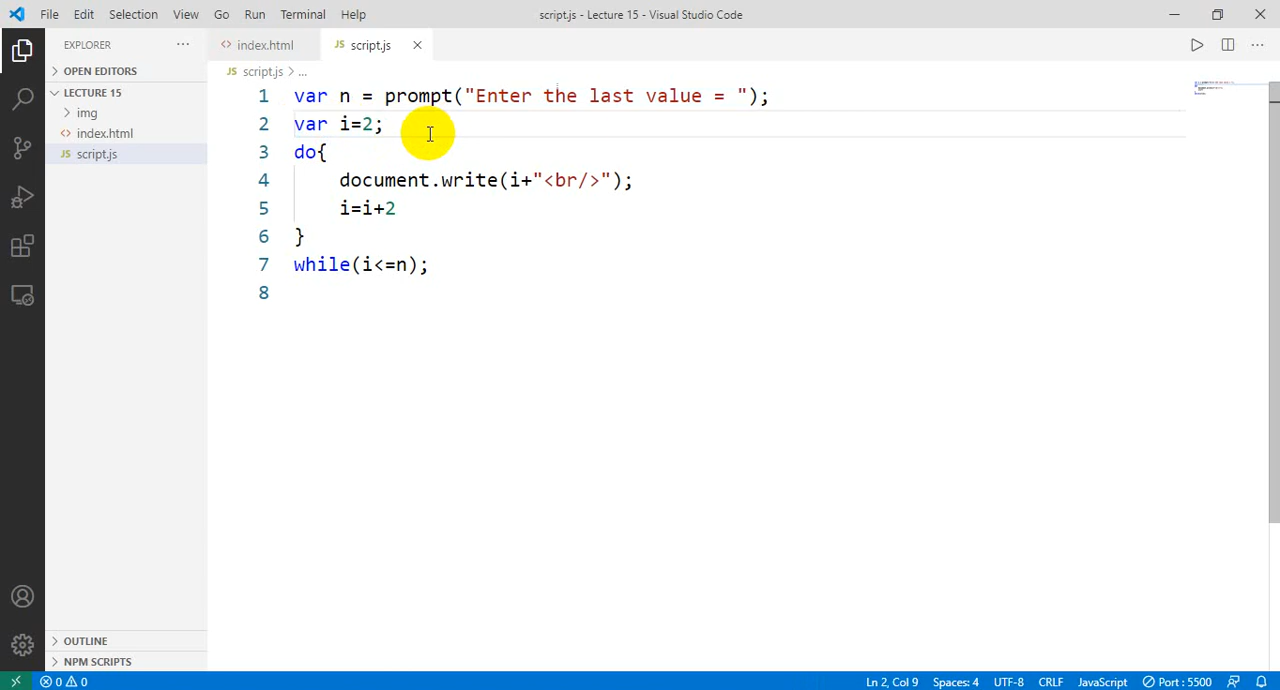 File Edit Selection View Go Run Terminal Help
script.js - Lecture 15 - Visual Studio Code
EXPLORER
OPEN EDITORS
LECTURE 15
img
index.html
JS script.js
index.html
JS script.js
JS script.js > ...
1 var n = prompt("Enter the last value = ");
2 var i=2;
3 do{
4 document.write(i+"<br/>");
5 i=i+2
6 }
7 while(i<=n);
8
OUTLINE
NPM SCRIPTS
0 0
Ln 2, Col 9 Spaces: 4 UTF-8 CRLF JavaScript Port : 5500